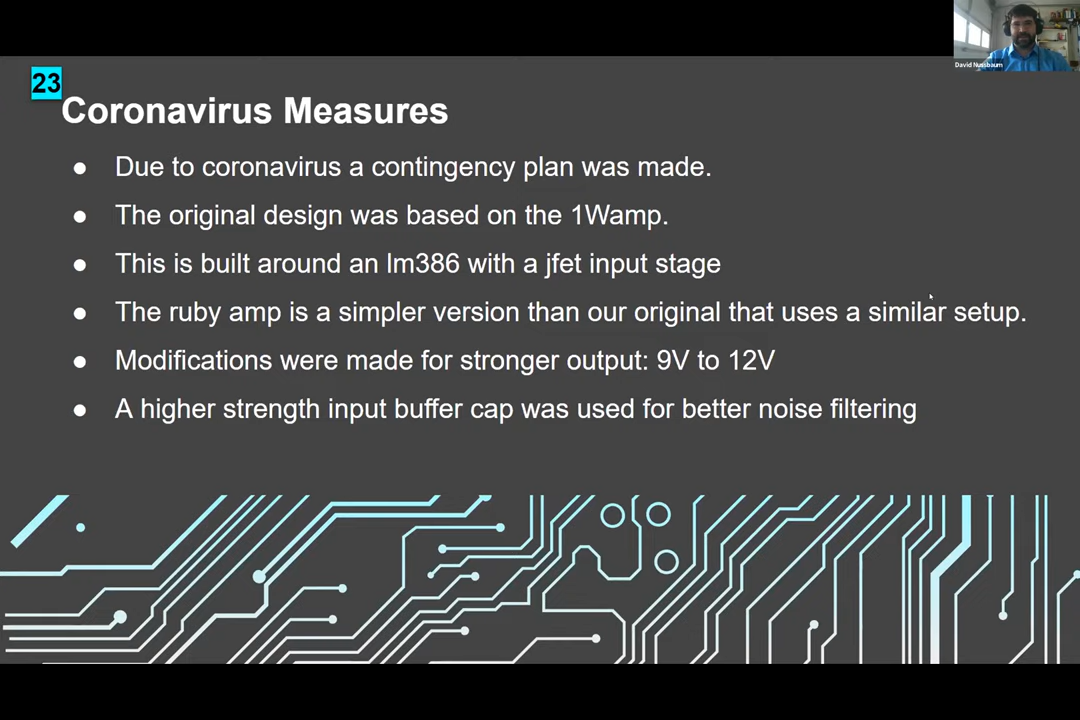 David Nussbaum
23
Coronavirus Measures
● Due to coronavirus a contingency plan was made.
● The original design was based on the 1Wamp.
● This is built around an lm386 with a jfet input stage
● The ruby amp is a simpler version than our original that uses a similar setup.
● Modifications were made for stronger output: 9V to 12V
● A higher strength input buffer cap was used for better noise filtering